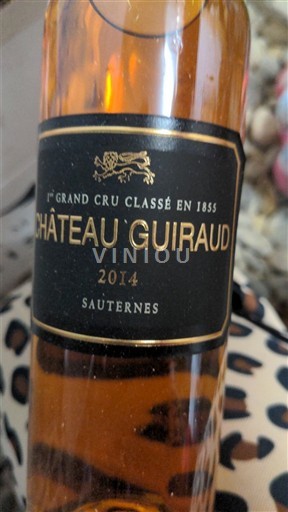 1er GRAND CRU CLASSÉ EN 1855
CHÂTEAU GUIRAUD
VINIOU
2014
SAUTERNES